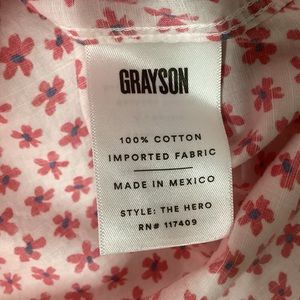 GRAYSON
100% COTTON
IMPORTED FABRIC
MADE IN MEXICO
STYLE: THE HERO
RN# 117409